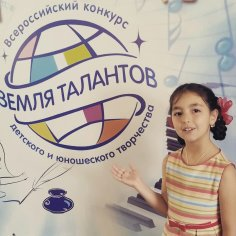 Всероссийский конкурс
ЗЕМЛЯ ТАЛАНТОВ
детского и юношеского творчества